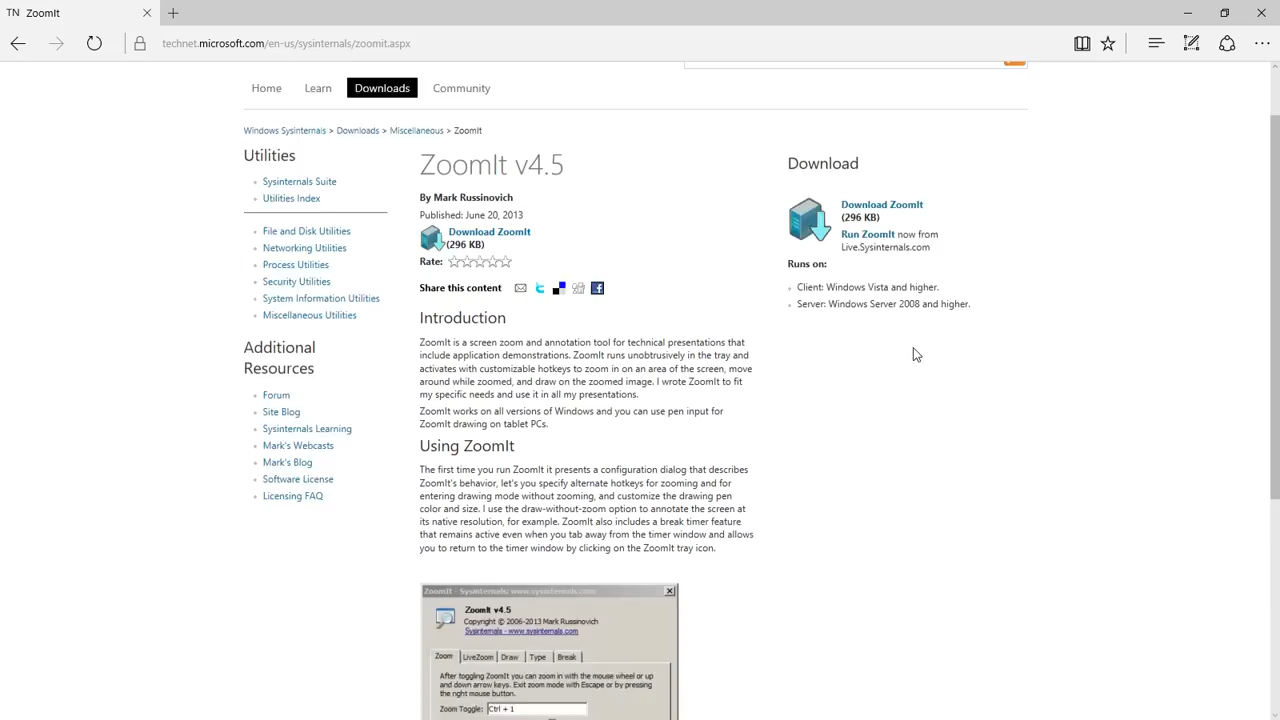 TN ZoomIt
technet.microsoft.com/en-us/sysinternals/zoomit.aspx
Home Learn Downloads Community
Windows Sysinternals > Downloads > Miscellaneous > ZoomIt
Utilities
Sysinternals Suite
Utilities Index
File and Disk Utilities
Networking Utilities
Process Utilities
Security Utilities
System Information Utilities
Miscellaneous Utilities
Additional
Resources
Forum
Site Blog
Sysinternals Learning
Mark's Webcasts
Mark's Blog
Software License
Licensing FAQ
ZoomIt v4.5
By Mark Russinovich
Published: June 20, 2013
Download ZoomIt
(296 KB)
Rate:
Share this content
Introduction
ZoomIt is a screen zoom and annotation tool for technical presentations that
include application demonstrations. ZoomIt runs unobtrusively in the tray and
activates with customizable hotkeys to zoom in on an area of the screen, move
around while zoomed, and draw on the zoomed image. I wrote ZoomIt to fit
my specific needs and use it in all my presentations.
ZoomIt works on all versions of Windows and you can use pen input for
ZoomIt drawing on tablet PCs.
Using ZoomIt
The first time you run ZoomIt it presents a configuration dialog that describes
ZoomIt's behavior, let's you specify alternate hotkeys for zooming and for
entering drawing mode without zooming, and customize the drawing pen
color and size. I use the draw-without-zoom option to annotate the screen at
its native resolution, for example. ZoomIt also includes a break timer feature
that remains active even when you tab away from the timer window and allows
you to return to the timer window by clicking on the ZoomIt tray icon.
ZoomIt - Sysinternals: www.sysinternals.com
ZoomIt v4.5
Copyright © 2006-2013 Mark Russinovich
Sysinternals - www.sysinternals.com
Zoom LiveZoom Draw Type Break
After toggling ZoomIt you can zoom in with the mouse wheel or up
and down arrow keys. Exit zoom mode with Escape or by pressing
the right mouse button.
Zoom Toggle: Ctrl + 1
Download
Download ZoomIt
(296 KB)
Run ZoomIt now from
Live.Sysinternals.com
Runs on:
Client: Windows Vista and higher.
Server: Windows Server 2008 and higher.